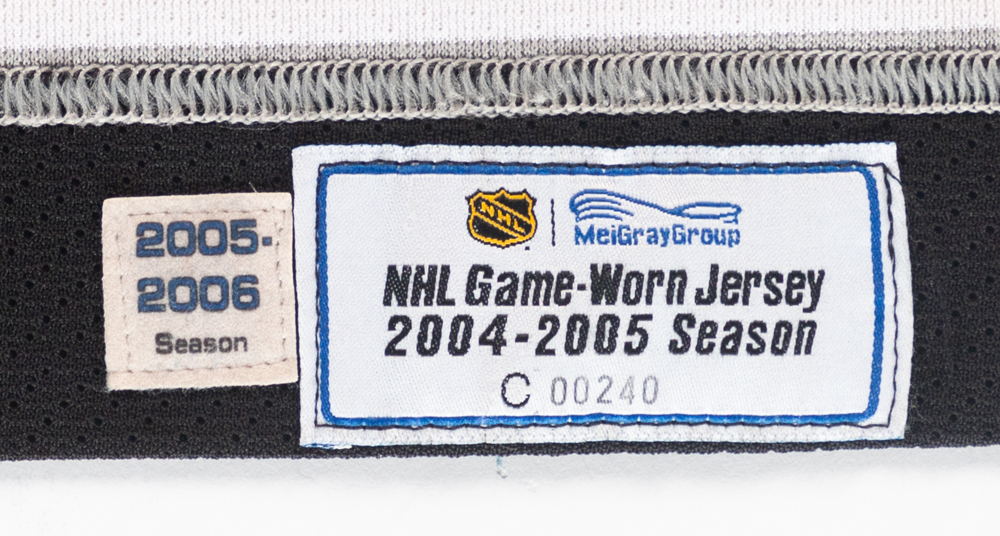 2005-
2006
Season
NHL
MeiGrayGroup
NHL Game-Worn Jersey
2004-2005 Season
C 00240